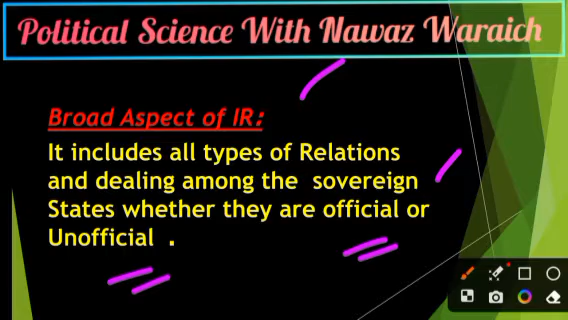 Political Science With Nawaz Waraich
Broad Aspect of IR:
It includes all types of Relations
and dealing among the sovereign
States whether they are official or
Unofficial .